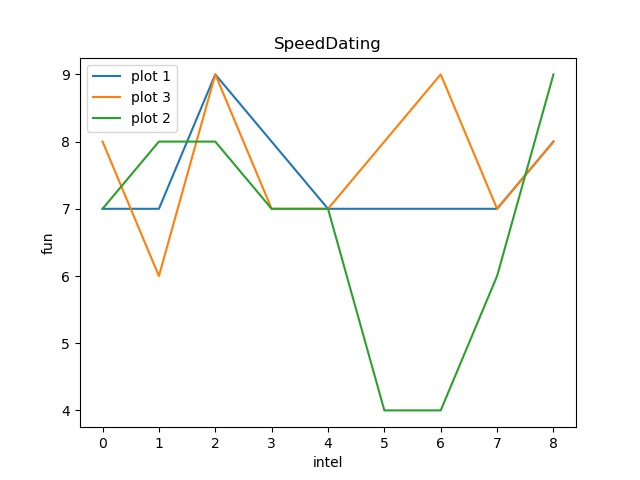 SpeedDating
plot 1
plot 3
plot 2
9
8
7
6
5
4
fun
0 1 2 3 4 5 6 7 8
intel